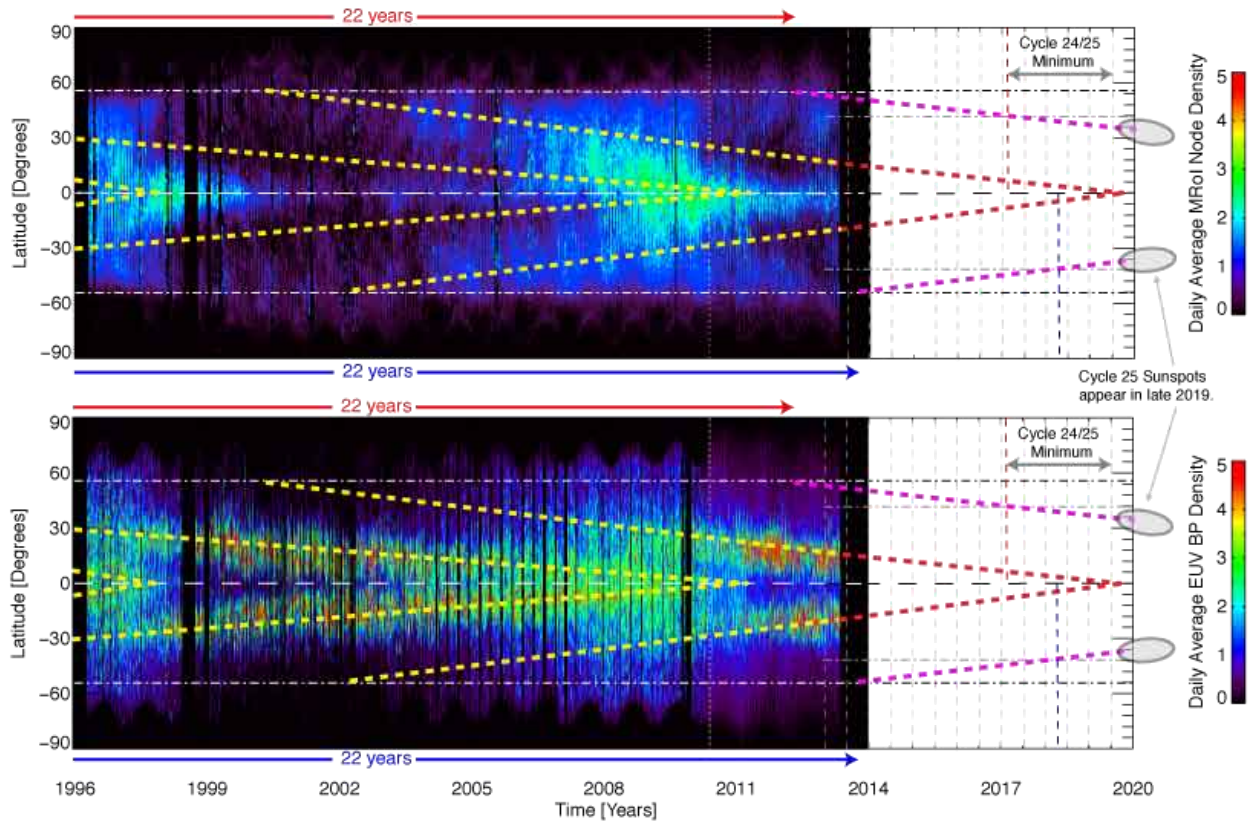 22 years
90
60
30
0
−30
−60
−90
Latitude [Degrees]
Cycle 24/25
Minimum
5
4
3
2
1
0
Daily Average MRoI Node Density
22 years
Cycle 25 Sunspots
appear in late 2019.
22 years
90
60
30
0
−30
−60
−90
Latitude [Degrees]
Cycle 24/25
Minimum
5
4
3
2
1
0
Daily Average EUV BP Density
22 years
1996 1999 2002 2005 2008 2011 2014 2017 2020
Time [Years]